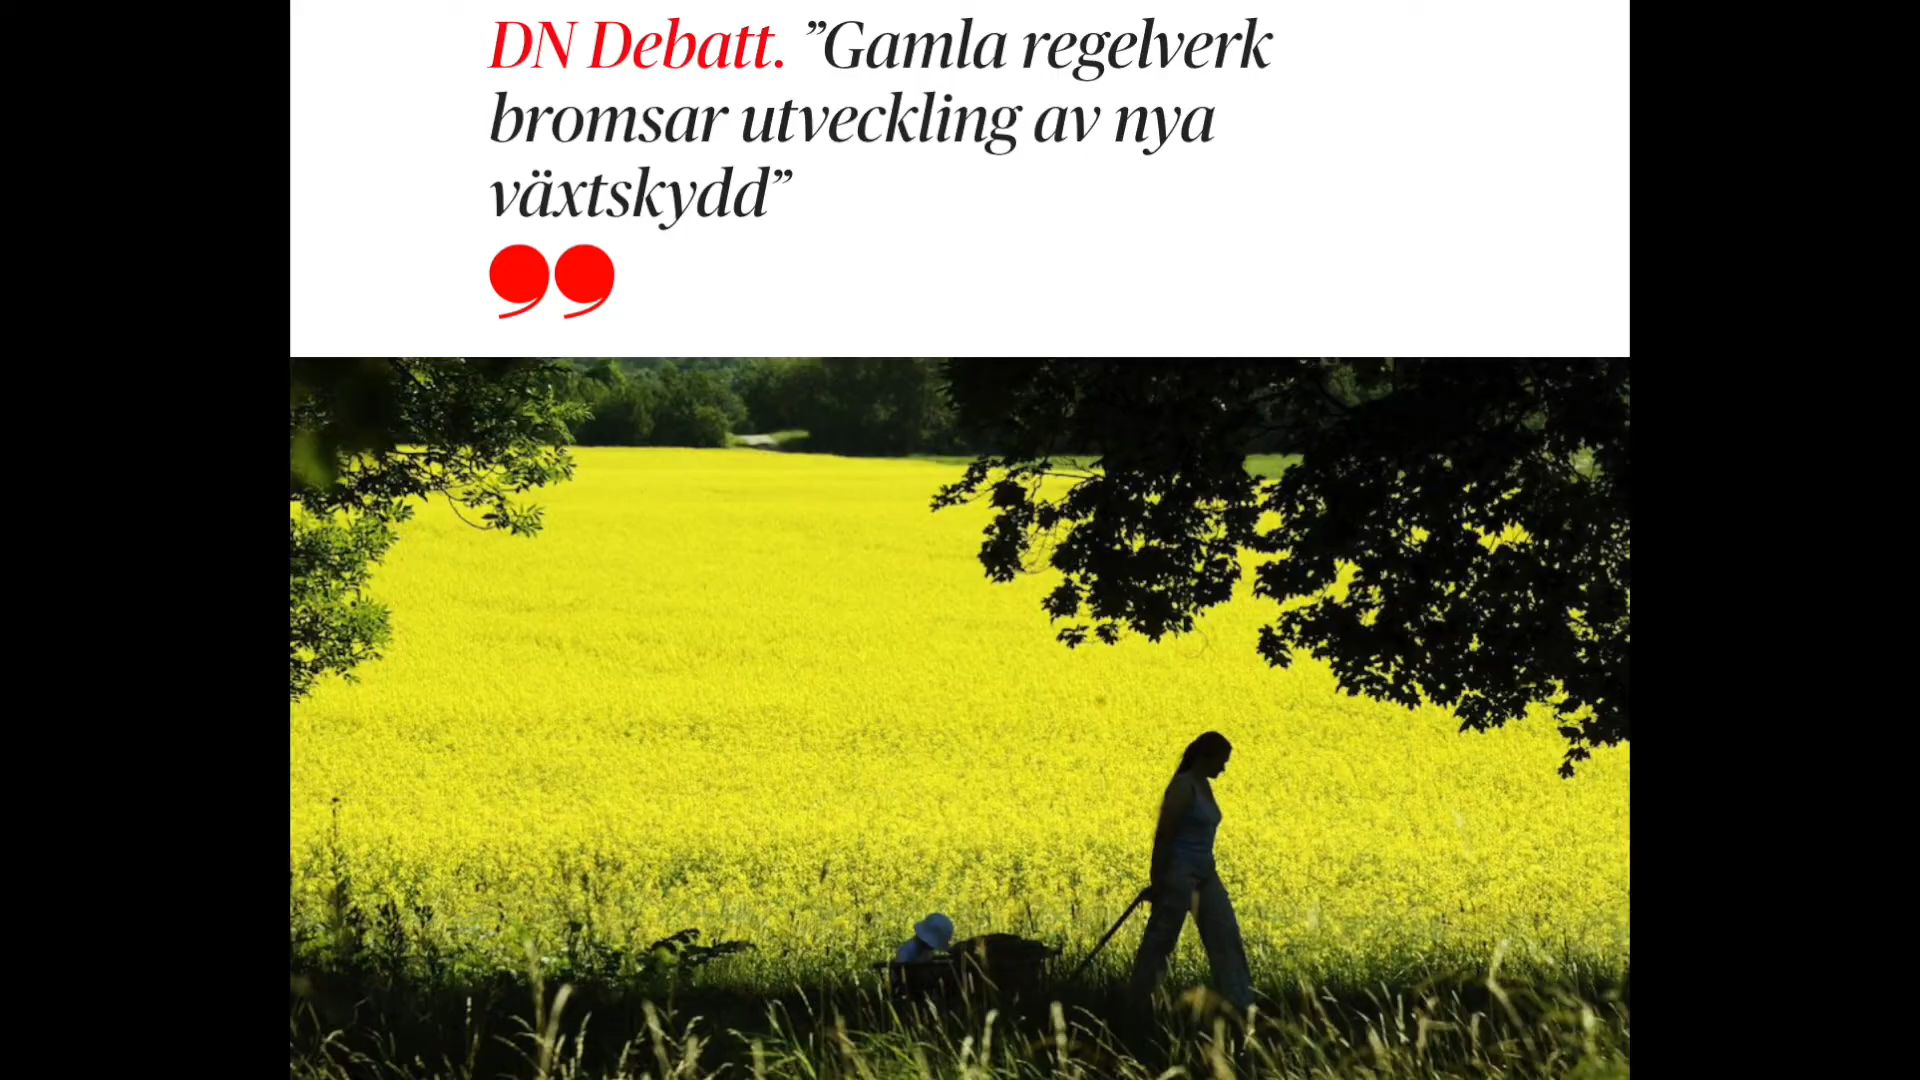 DN Debatt. ”Gamla regelverk
bromsar utveckling av nya
växtskydd”